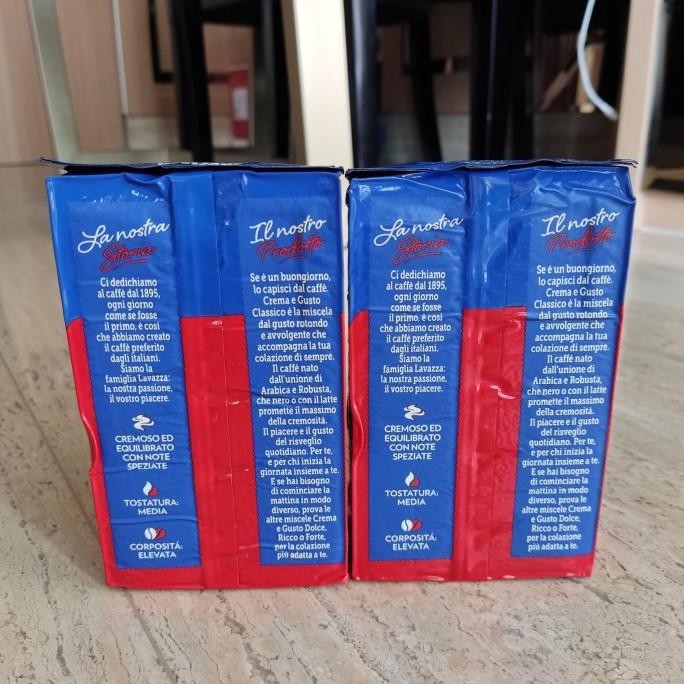 La nostra
Storia
Ci dedichiamo
al caffè dal 1895,
ogni giorno
come se fosse
il primo, è così
che abbiamo creato
il caffè preferito
dagli italiani.
Siamo la
famiglia Lavazza:
la nostra passione,
il vostro piacere.
CREMOSO ED
EQUILIBRATO
CON NOTE
SPEZIATE
TOSTATURA:
MEDIA
CORPOSITÁ:
ELEVATA
Il nostro
Prodotto
Se è un buongiorno,
lo capisci dal caffè.
Crema e Gusto
Classico è la miscela
dal gusto rotondo
e avvolgente che
accompagna la tua
colazione di sempre.
Il caffè nato
dall'unione di
Arabica e Robusta,
che nero o con il latte
promette il massimo
della cremosità.
Il piacere e il gusto
del risveglio
quotidiano. Per te,
e per chi inizia la
giornata insieme a te.
E se hai bisogno
di cominciare la
mattina in modo
diverso, prova le
altre miscele Crema
e Gusto Dolce,
Ricco o Forte,
per la colazione
più adatta a te.
La nostra
Storia
Ci dedichiamo
al caffè dal 1895,
ogni giorno
come se fosse
il primo, è così
che abbiamo creato
il caffè preferito
dagli italiani.
Siamo la
famiglia Lavazza:
la nostra passione,
il vostro piacere.
CREMOSO ED
EQUILIBRATO
CON NOTE
SPEZIATE
TOSTATURA:
MEDIA
CORPOSITÁ:
ELEVATA
Il nostro
Prodotto
Se è un buongiorno,
lo capisci dal caffè.
Crema e Gusto
Classico è la miscela
dal gusto rotondo
e avvolgente che
accompagna la tua
colazione di sempre.
Il caffè nato
dall'unione di
Arabica e Robusta,
che nero o con il latte
promette il massimo
della cremosità.
Il piacere e il gusto
del risveglio
quotidiano. Per te,
e per chi inizia la
giornata insieme a te.
E se hai bisogno
di cominciare la
mattina in modo
diverso, prova le
altre miscele Crema
e Gusto Dolce,
Ricco o Forte,
per la colazione
più adatta a te.